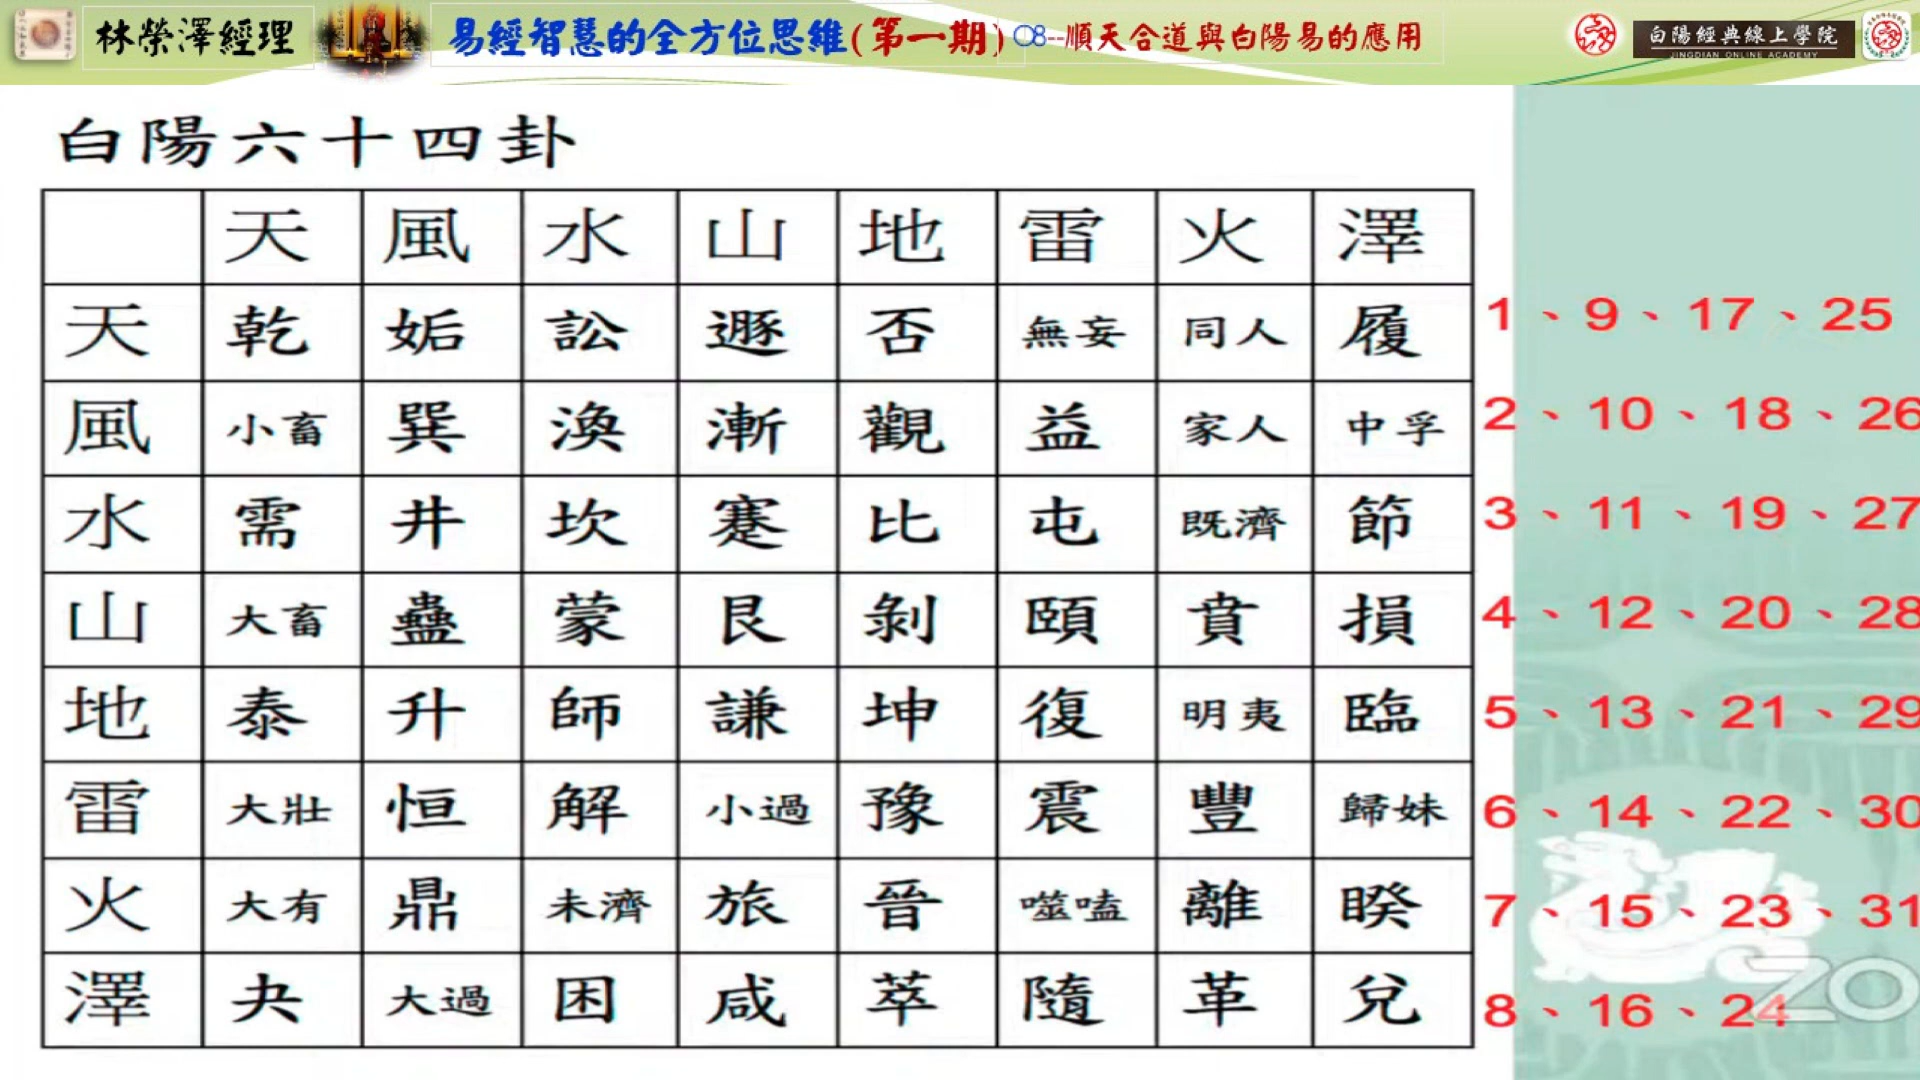 林榮澤經理 易經智慧的全方位思維(第一期) 08--順天合道與白陽易的應用 白陽經典線上學院
JINGDIAN ONLINE ACADEMY
白陽六十四卦
天 風 水 山 地 雷 火 澤
天 乾 姤 訟 遯 否 無妄 同人 履 1、9、17、25
風 小畜 巽 渙 漸 觀 益 家人 中孚 2、10、18、26
水 需 井 坎 蹇 比 屯 既濟 節 3、11、19、27
山 大畜 蠱 蒙 艮 剝 頤 賁 損 4、12、20、28
地 泰 升 師 謙 坤 復 明夷 臨 5、13、21、29
雷 大壯 恒 解 小過 豫 震 豐 歸妹 6、14、22、30
火 大有 鼎 未濟 旅 晉 噬嗑 離 睽 7、15、23、31
澤 夬 大過 困 咸 萃 隨 革 兌 8、16、24